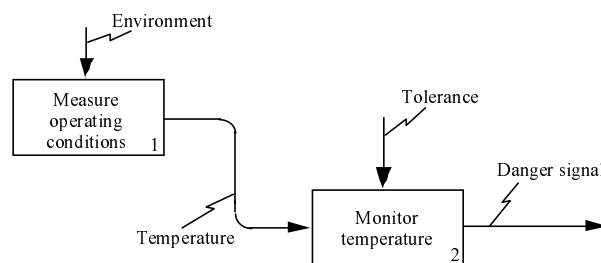 Environment
Measure
operating
conditions
1
Tolerance
Danger signal
Temperature
Monitor
temperature
2